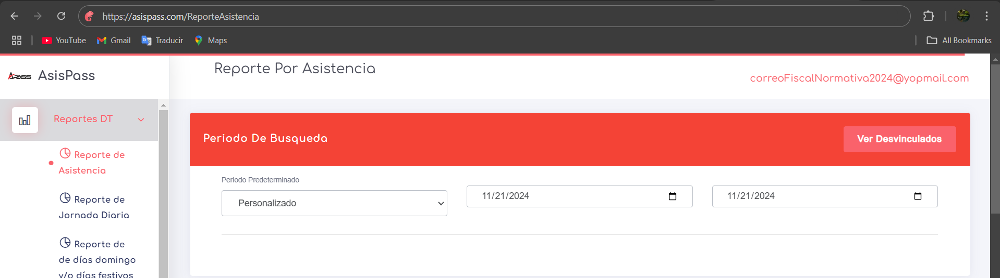 https://asispass.com/ReporteAsistencia
YouTube Gmail Traducir Maps All Bookmarks
APASS AsisPass
Reporte Por Asistencia
correoFiscalNormativa2024@yopmail.com
Reportes DT
Reporte de
Asistencia
Reporte de
Jornada Diaria
Reporte de
de días domingo
y/o días festivos
Periodo De Busqueda
Ver Desvinculados
Periodo Predeterminado
Personalizado
11/21/2024
11/21/2024